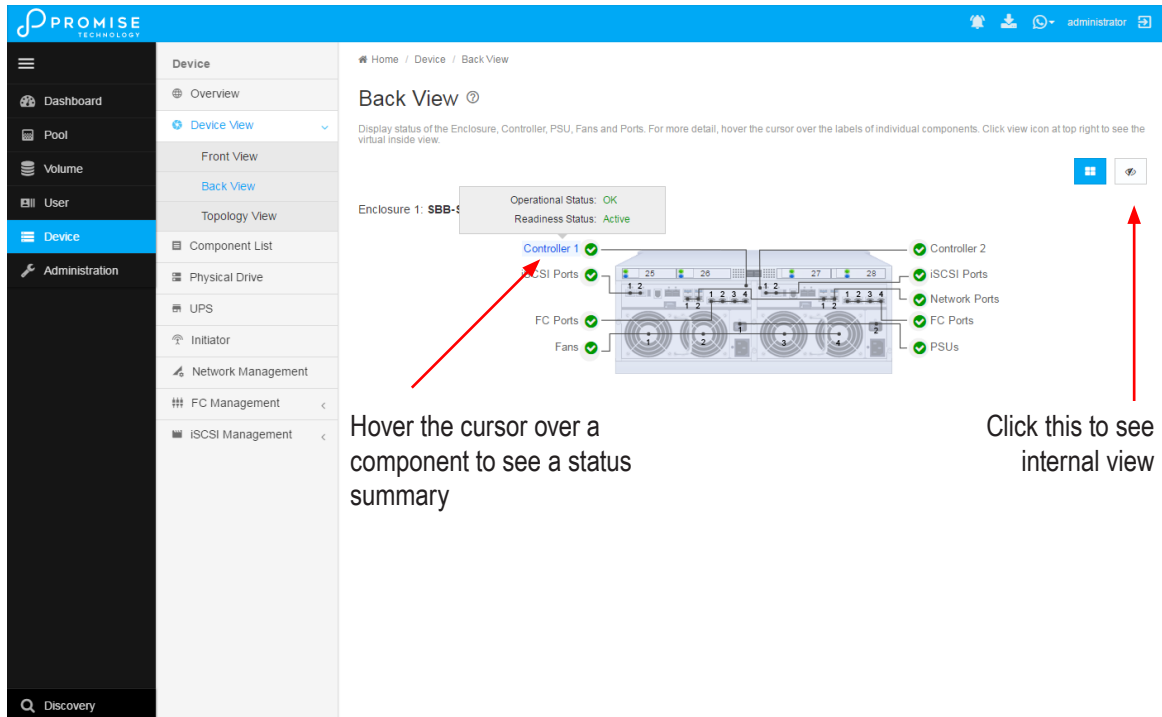 PROMISE
TECHNOLOGY
administrator
Dashboard
Pool
Volume
User
Device
Administration
Discovery
Device
Overview
Device View
Front View
Back View
Topology View
Component List
Physical Drive
UPS
Initiator
Network Management
FC Management
iSCSI Management
Home / Device / Back View
Back View
Display status of the Enclosure, Controller, PSU, Fans and Ports. For more detail, hover the cursor over the labels of individual components. Click view icon at top right to see the
virtual inside view.
Operational Status: OK
Readiness Status: Active
Enclosure 1:
Controller 1
Controller 2
iSCSI Ports
25 26 27 28
iSCSI Ports
1 2
1 2
1 2 3 4
1 2 3 4
Network Ports
1 2
1 2
FC Ports
FC Ports
1
2
Fans
1 2 3 4
PSUs
Hover the cursor over a
component to see a status
summary
Click this to see
internal view